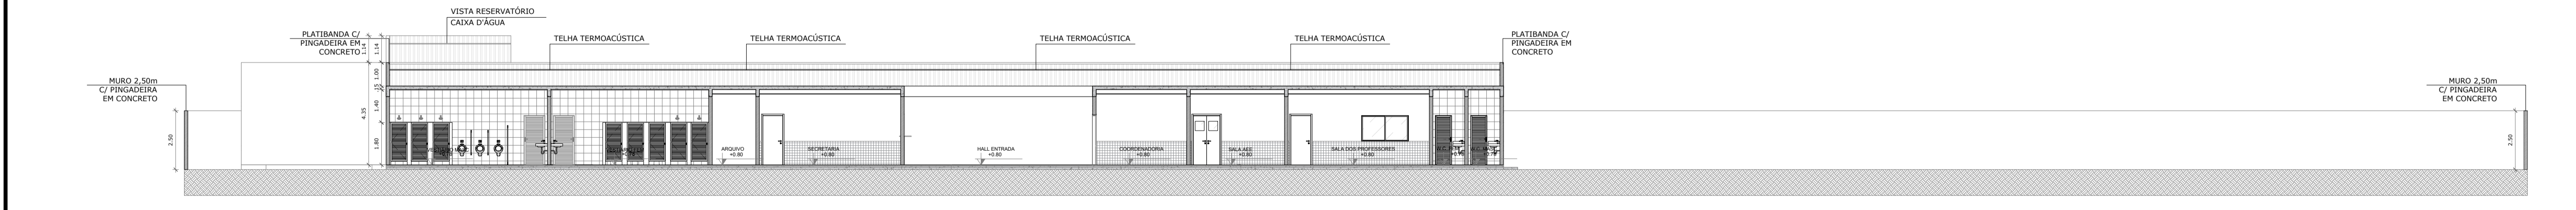 VISTA RESERVATÓRIO
CAIXA D'ÁGUA
PLATIBANDA C/
PINGADEIRA EM
CONCRETO
TELHA TERMOACÚSTICA
TELHA TERMOACÚSTICA
TELHA TERMOACÚSTICA
TELHA TERMOACÚSTICA
PLATIBANDA C/
PINGADEIRA EM
CONCRETO
MURO 2,50m
C/ PINGADEIRA
EM CONCRETO
MURO 2,50m
C/ PINGADEIRA
EM CONCRETO
1.14
1.14
1.00
.15
1.40
4.35
1.80
2.50
2.50
ARQUIVO
+0.80
SECRETARIA
+0.80
HALL ENTRADA
+0.80
COORDENADORIA
+0.80
SALA AEE
+0.80
SALA DOS PROFESSORES
+0.80